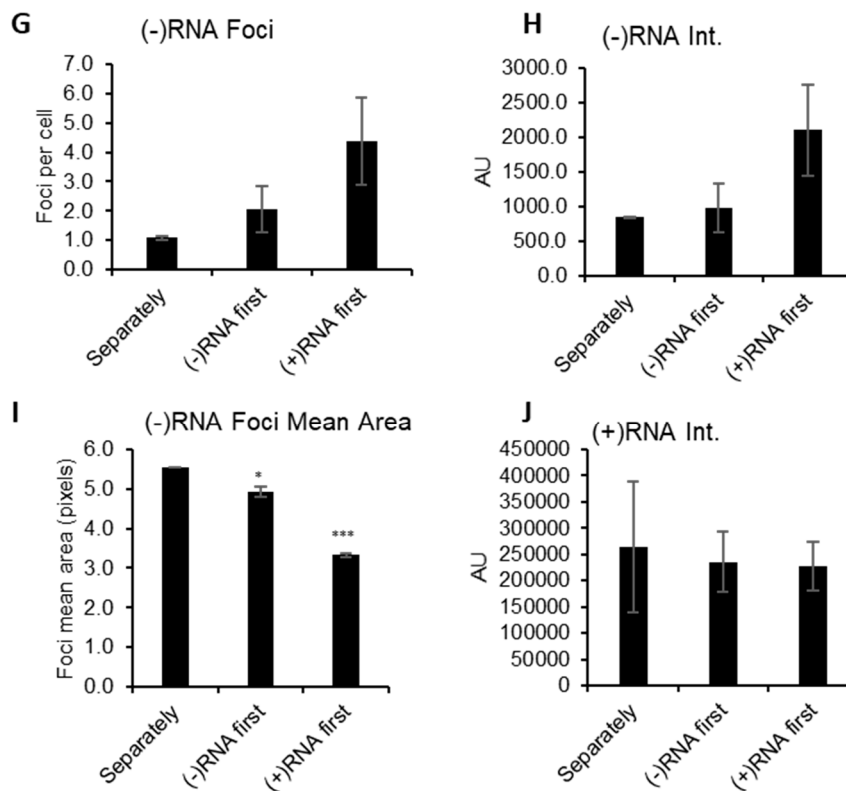 G
(-)RNA Foci
Foci per cell
7.0
6.0
5.0
4.0
3.0
2.0
1.0
0.0
Separately
(-)RNA first
(+)RNA first
H
(-)RNA Int.
AU
3000.0
2500.0
2000.0
1500.0
1000.0
500.0
0.0
Separately
(-)RNA first
(+)RNA first
I
(-)RNA Foci Mean Area
Foci mean area (pixels)
6.0
5.0
4.0
3.0
2.0
1.0
0.0
*
***
Separately
(-)RNA first
(+)RNA first
J
(+)RNA Int.
AU
450000
400000
350000
300000
250000
200000
150000
100000
50000
0
Separately
(-)RNA first
(+)RNA first